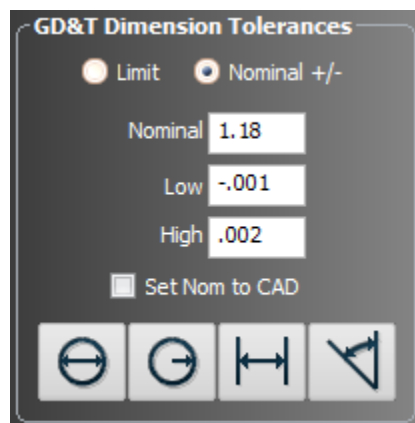 GD&T Dimension Tolerances
Limit Nominal +/-
Nominal 1.18
Low -.001
High .002
Set Nom to CAD